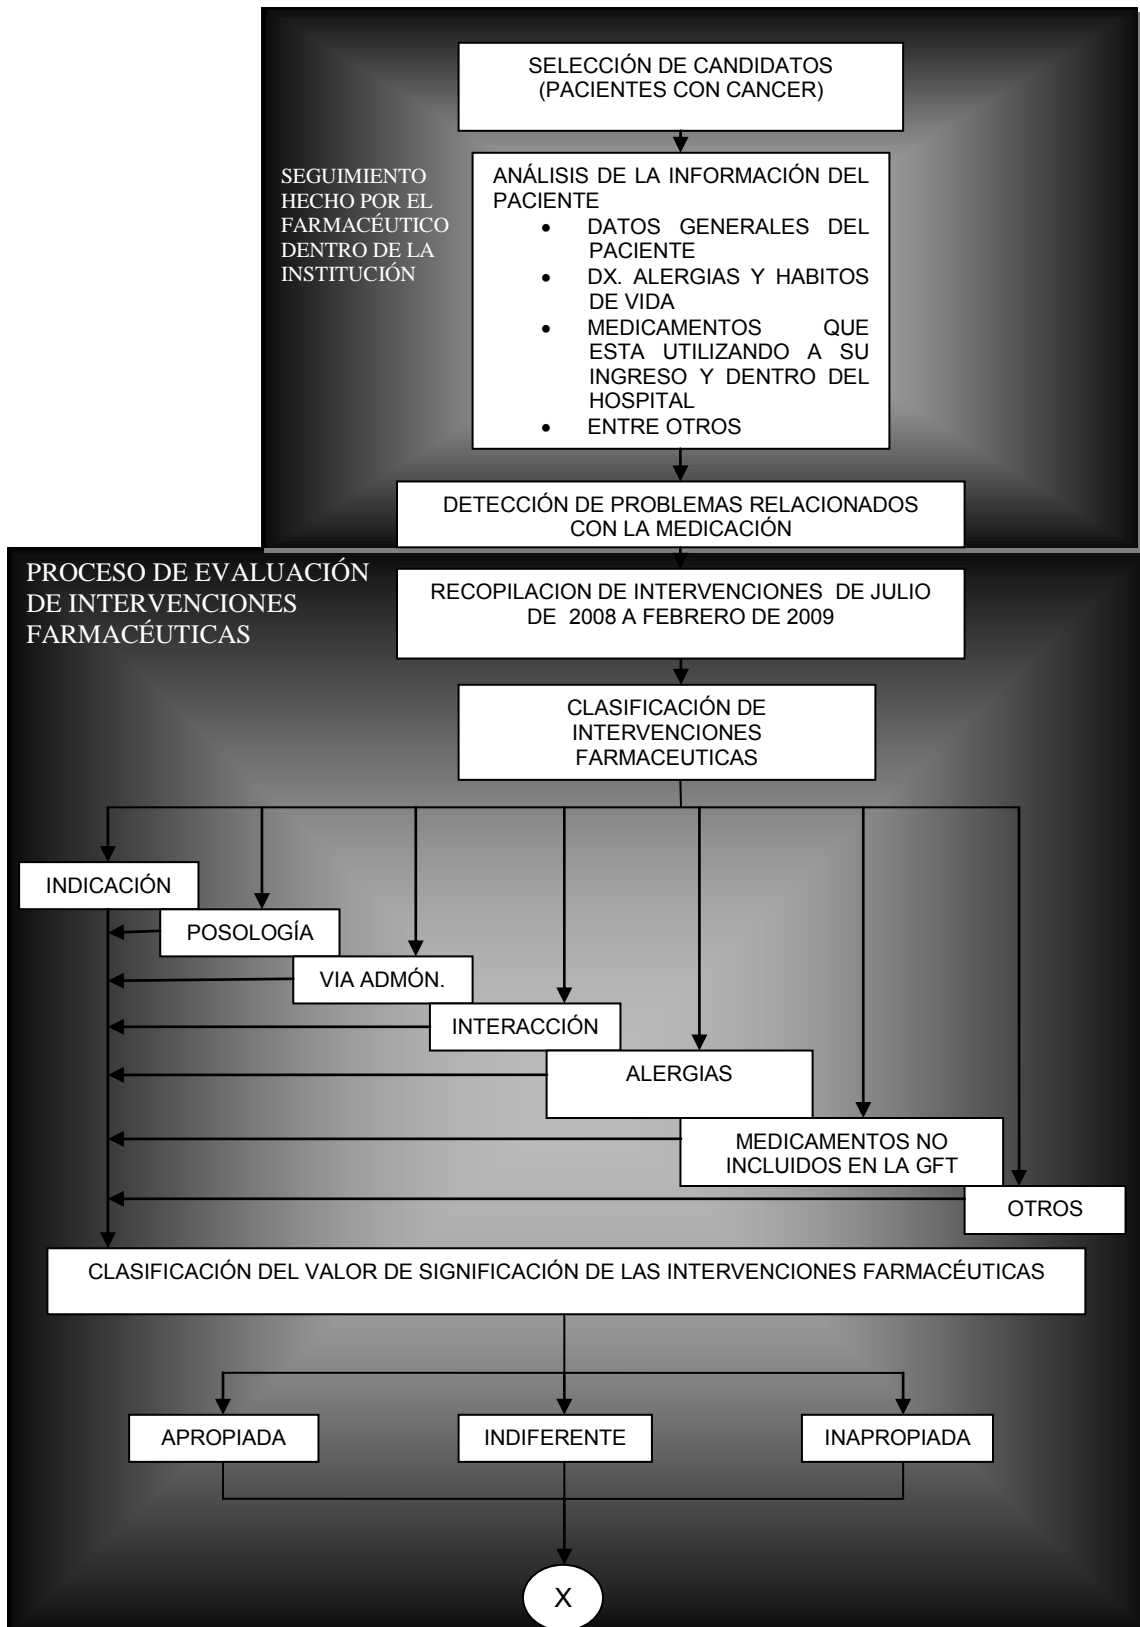 SELECCIÓN DE CANDIDATOS
(PACIENTES CON CANCER)
SEGUIMIENTO
HECHO POR EL
FARMACÉUTICO
DENTRO DE LA
INSTITUCIÓN
ANÁLISIS DE LA INFORMACIÓN DEL
PACIENTE
• DATOS GENERALES DEL
PACIENTE
• DX. ALERGIAS Y HABITOS
DE VIDA
• MEDICAMENTOS QUE
ESTA UTILIZANDO A SU
INGRESO Y DENTRO DEL
HOSPITAL
• ENTRE OTROS
DETECCIÓN DE PROBLEMAS RELACIONADOS
CON LA MEDICACIÓN
PROCESO DE EVALUACIÓN
DE INTERVENCIONES
FARMACÉUTICAS
RECOPILACION DE INTERVENCIONES DE JULIO
DE 2008 A FEBRERO DE 2009
CLASIFICACIÓN DE
INTERVENCIONES
FARMACEUTICAS
INDICACIÓN
POSOLOGÍA
VIA ADMÓN.
INTERACCIÓN
ALERGIAS
MEDICAMENTOS NO
INCLUIDOS EN LA GFT
OTROS
CLASIFICACIÓN DEL VALOR DE SIGNIFICACIÓN DE LAS INTERVENCIONES FARMACÉUTICAS
APROPIADA
INDIFERENTE
INAPROPIADA
X